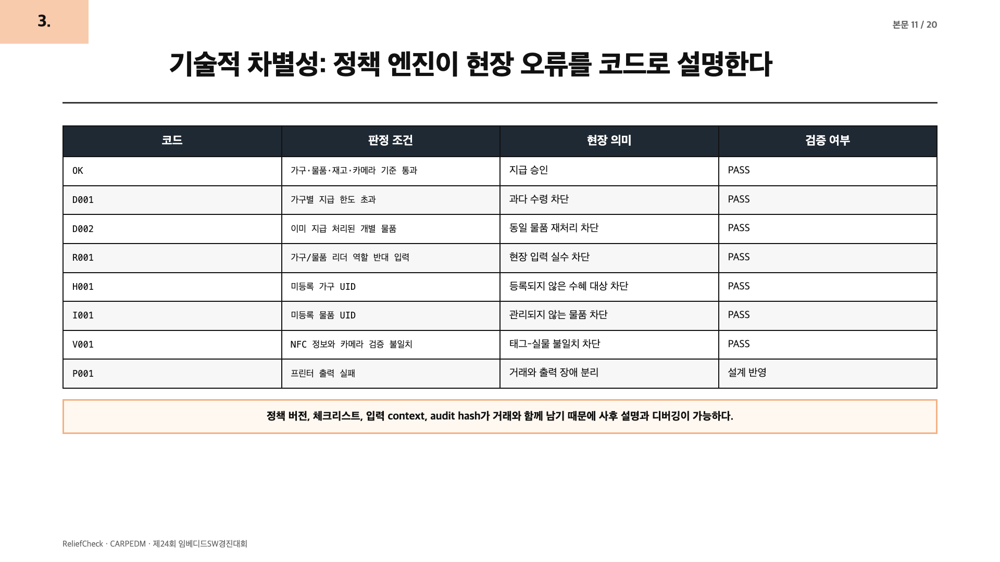 3.
본문 11 / 20
기술적 차별성: 정책 엔진이 현장 오류를 코드로 설명한다
코드 판정 조건 현장 의미 검증 여부
OK 가구·물품·재고·카메라 기준 통과 지급 승인 PASS
D001 가구별 지급 한도 초과 과다 수령 차단 PASS
D002 이미 지급 처리된 개별 물품 동일 물품 재처리 차단 PASS
R001 가구/물품 리더 역할 반대 입력 현장 입력 실수 차단 PASS
H001 미등록 가구 UID 등록되지 않은 수혜 대상 차단 PASS
I001 미등록 물품 UID 관리되지 않는 물품 차단 PASS
V001 NFC 정보와 카메라 검증 불일치 태그-실물 불일치 차단 PASS
P001 프린터 출력 실패 거래와 출력 장애 분리 설계 반영
정책 버전, 체크리스트, 입력 context, audit hash가 거래와 함께 남기 때문에 사후 설명과 디버깅이 가능하다.
ReliefCheck · CARPEDM · 제24회 임베디드SW경진대회